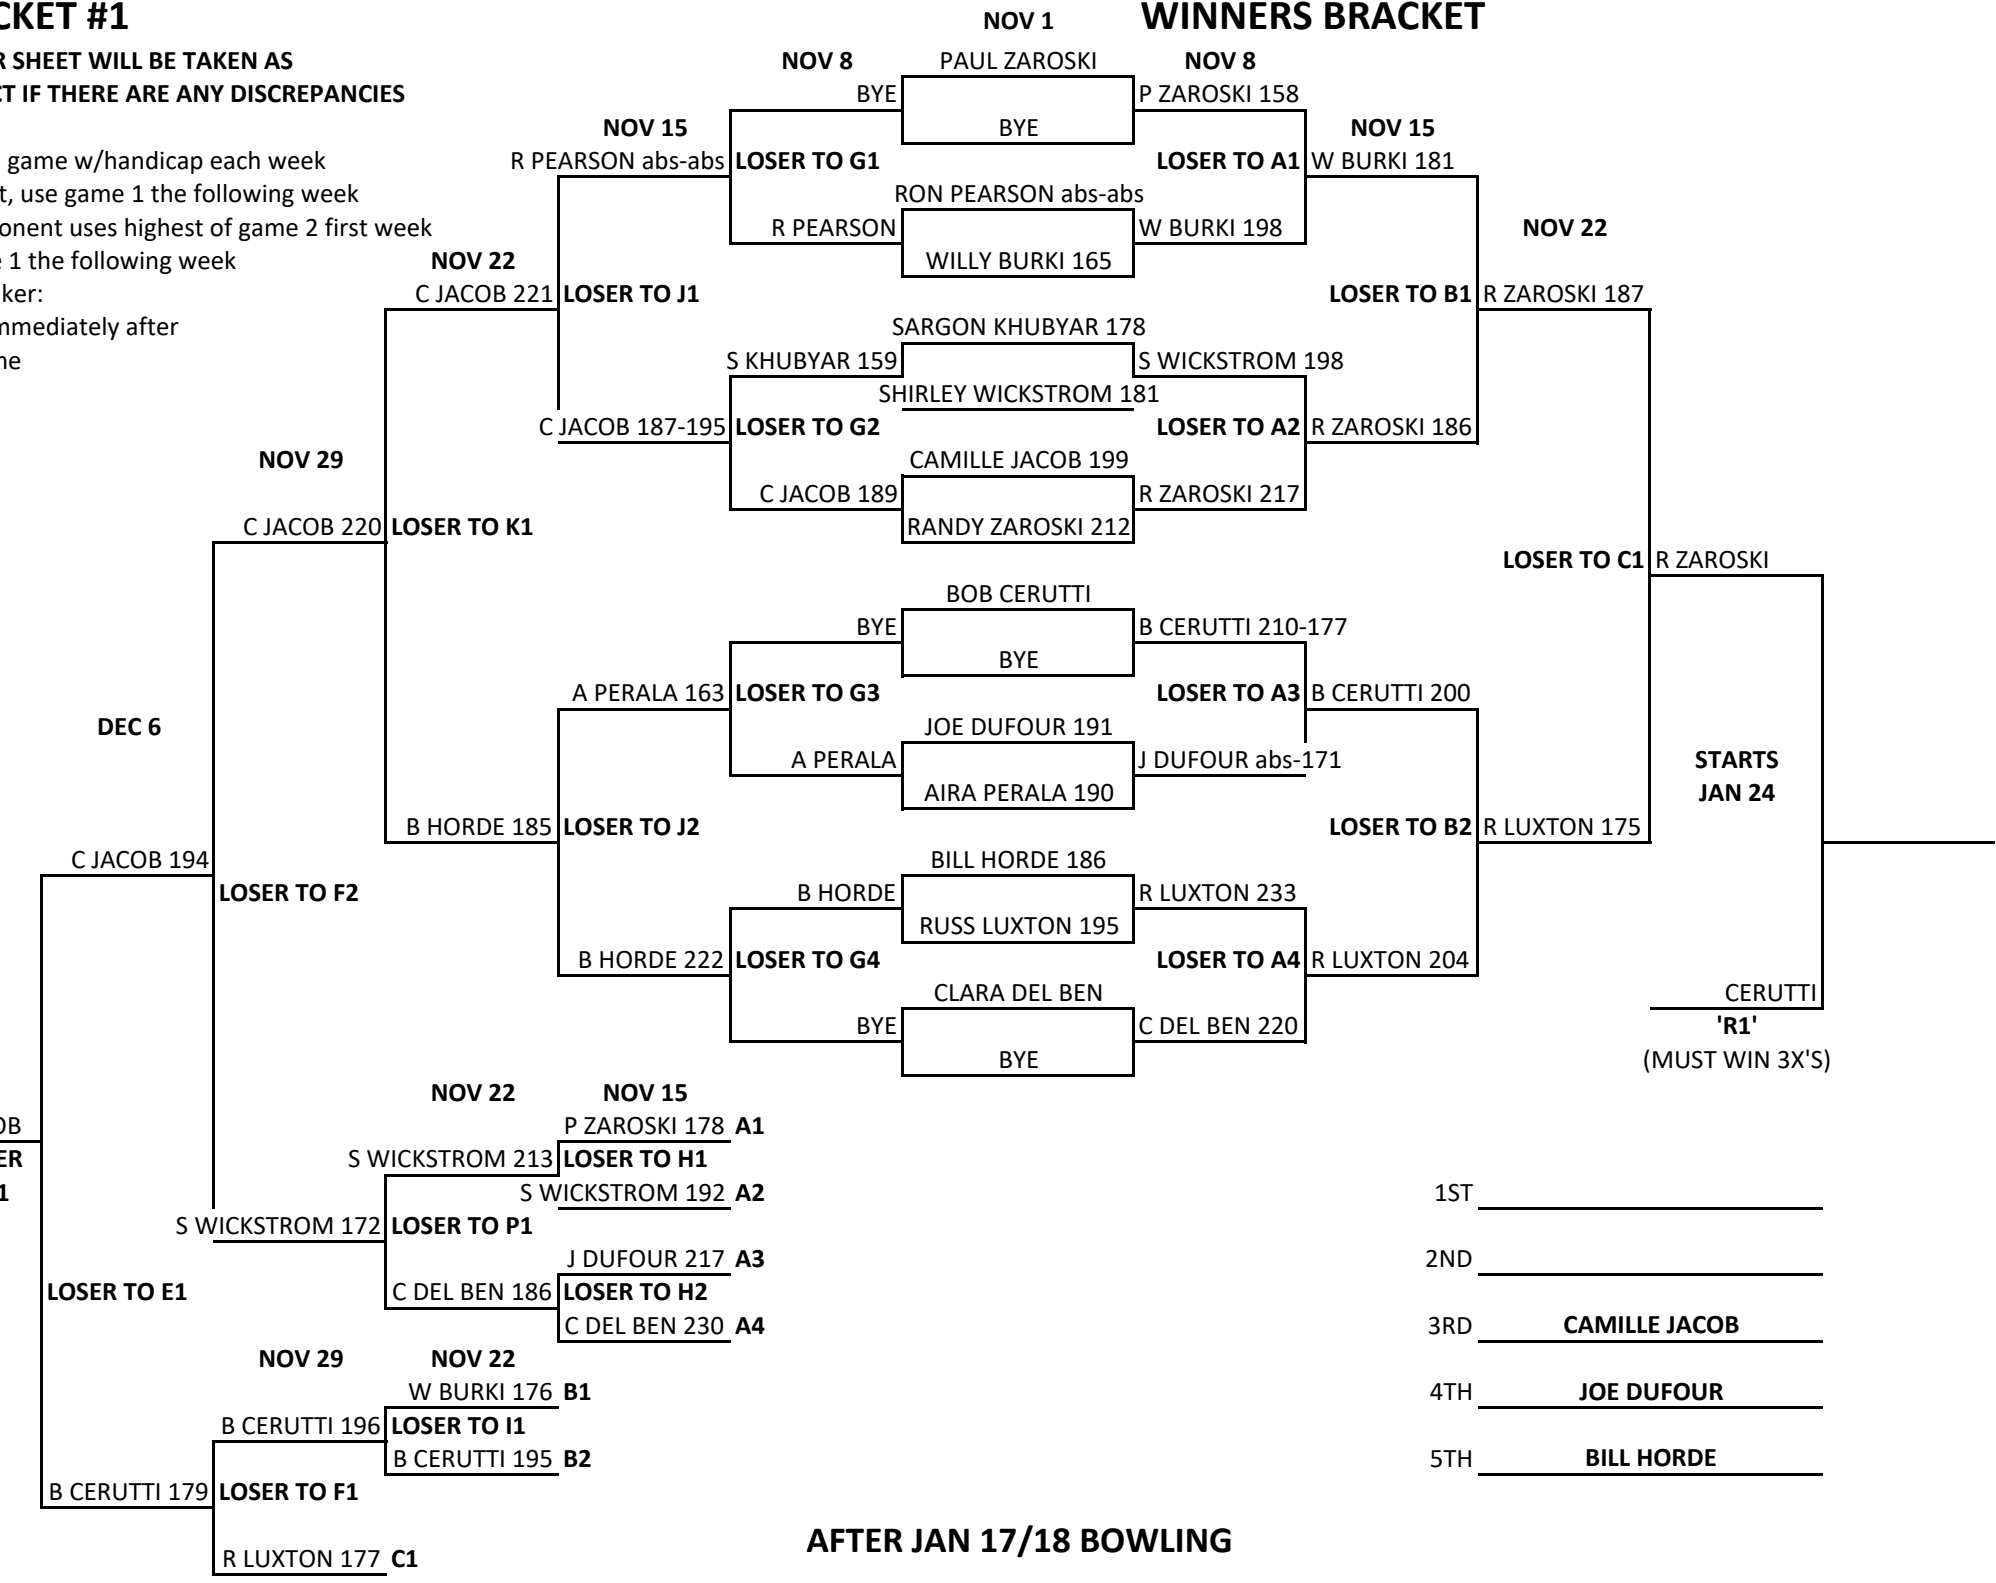 CKET #1
NOV 1
WINNERS BRACKET
R SHEET WILL BE TAKEN AS
NOV 8
PAUL ZAROSKI
NOV 8
CT IF THERE ARE ANY DISCREPANCIES
BYE
P ZAROSKI 158
NOV 15
BYE
NOV 15
game w/handicap each week
R PEARSON abs-abs
LOSER TO G1
LOSER TO A1
W BURKI 181
t, use game 1 the following week
RON PEARSON abs-abs
onent uses highest of game 2 first week
R PEARSON
W BURKI 198
NOV 22
e 1 the following week
NOV 22
WILLY BURKI 165
ker:
C JACOB 221
LOSER TO J1
LOSER TO B1
R ZAROSKI 187
mmediately after
SARGON KHUBYAR 178
me
S KHUBYAR 159
S WICKSTROM 198
SHIRLEY WICKSTROM 181
C JACOB 187-195
LOSER TO G2
LOSER TO A2
R ZAROSKI 186
NOV 29
CAMILLE JACOB 199
C JACOB 189
R ZAROSKI 217
C JACOB 220
LOSER TO K1
RANDY ZAROSKI 212
LOSER TO C1
R ZAROSKI
BOB CERUTTI
BYE
B CERUTTI 210-177
BYE
A PERALA 163
LOSER TO G3
LOSER TO A3
B CERUTTI 200
DEC 6
JOE DUFOUR 191
A PERALA
J DUFOUR abs-171
STARTS
AIRA PERALA 190
JAN 24
B HORDE 185
LOSER TO J2
LOSER TO B2
R LUXTON 175
C JACOB 194
BILL HORDE 186
LOSER TO F2
B HORDE
R LUXTON 233
RUSS LUXTON 195
B HORDE 222
LOSER TO G4
LOSER TO A4
R LUXTON 204
CLARA DEL BEN
CERUTTI
BYE
C DEL BEN 220
'R1'
BYE
(MUST WIN 3X'S)
NOV 22
NOV 15
OB
P ZAROSKI 178 A1
ER
S WICKSTROM 213
LOSER TO H1
1
S WICKSTROM 192 A2
1ST
S WICKSTROM 172
LOSER TO P1
J DUFOUR 217 A3
2ND
LOSER TO E1
C DEL BEN 186
LOSER TO H2
C DEL BEN 230 A4
3RD CAMILLE JACOB
NOV 29
NOV 22
W BURKI 176 B1
4TH JOE DUFOUR
B CERUTTI 196
LOSER TO I1
B CERUTTI 195 B2
5TH BILL HORDE
B CERUTTI 179
LOSER TO F1
AFTER JAN 17/18 BOWLING
R LUXTON 177 C1